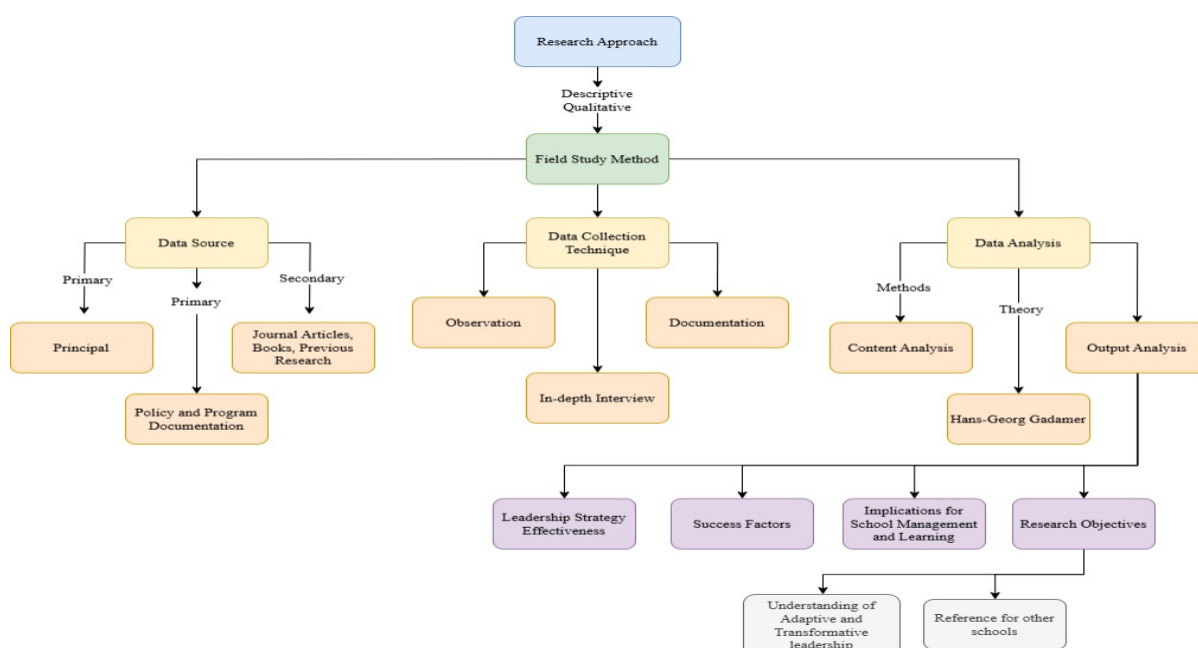 Research Approach
Descriptive
Qualitative
Field Study Method
Data Source
Data Collection
Technique
Data Analysis
Primary
Primary
Secondary
Methods
Theory
Principal
Journal Articles,
Books, Previous
Research
Observation
Documentation
Content Analysis
Output Analysis
Policy and Program
Documentation
In-depth Interview
Hans-Georg Gadamer
Leadership Strategy
Effectiveness
Success Factors
Implications for
School Management
and Learning
Research Objectives
Understanding of
Adaptive and
Transformative
leadership
Reference for other
schools